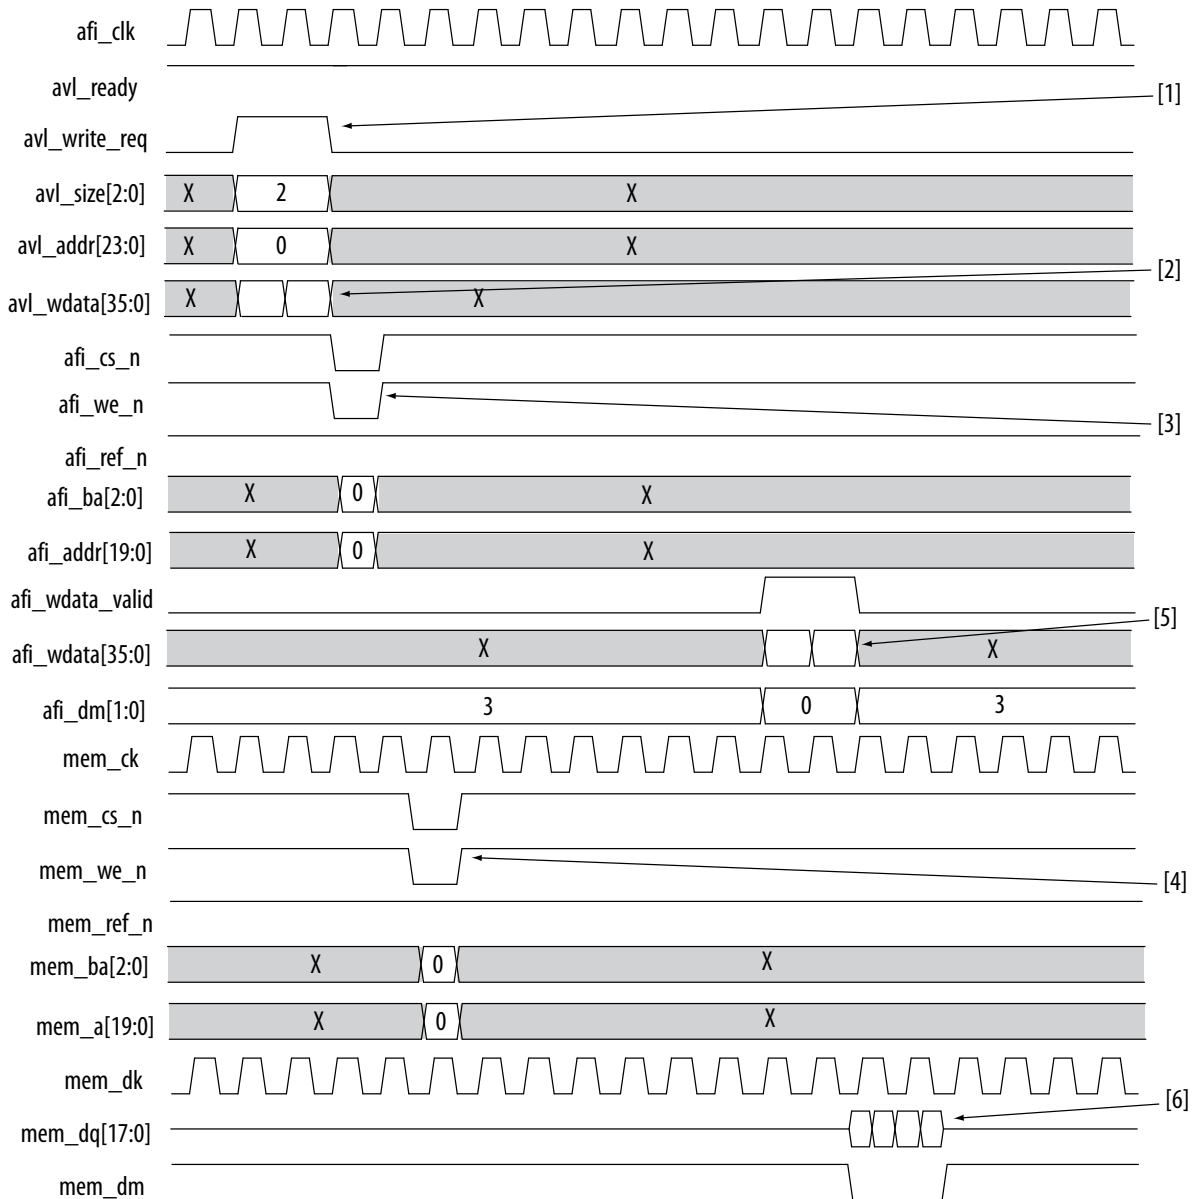 afi_clk
avl_ready
[1]
avl_write_req
avl_size[2:0] X 2 X
avl_addr[23:0] X 0 X
[2]
avl_wdata[35:0] X X
afi_cs_n
afi_we_n
[3]
afi_ref_n
afi_ba[2:0] X 0 X
afi_addr[19:0] X 0 X
afi_wdata_valid
[5]
afi_wdata[35:0] X X
afi_dm[1:0] 3 0 3
mem_ck
mem_cs_n
mem_we_n
[4]
mem_ref_n
mem_ba[2:0] X 0 X
mem_a[19:0] X 0 X
mem_dk
[6]
mem_dq[17:0]
mem_dm